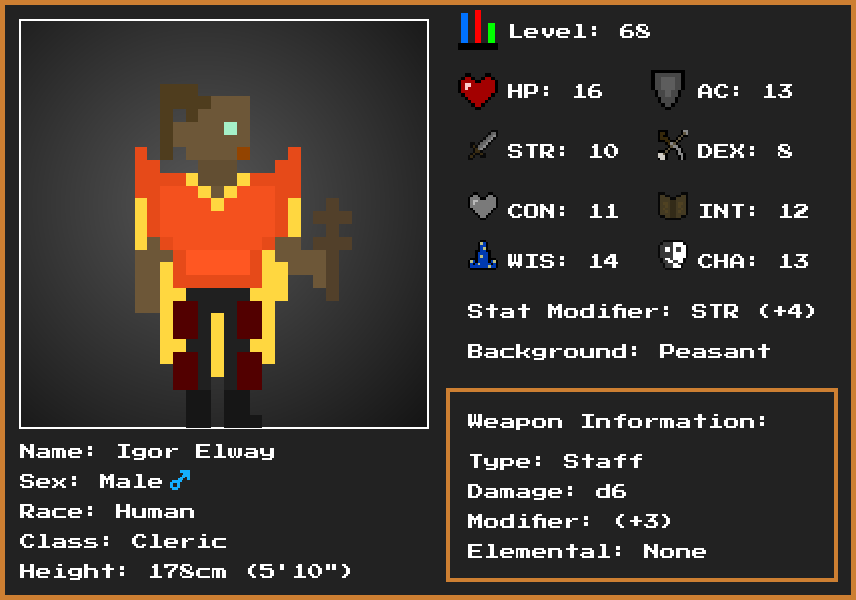 Level: 68
HP: 16 AC: 13
STR: 10 DEX: 8
CON: 11 INT: 12
WIS: 14 CHA: 13
Stat Modifier: STR (+4)
Background: Peasant
Weapon Information:
Type: Staff
Damage: d6
Modifier: (+3)
Elemental: None
Name: Igor Elway
Sex: Male ♂
Race: Human
Class: Cleric
Height: 178cm (5'10")